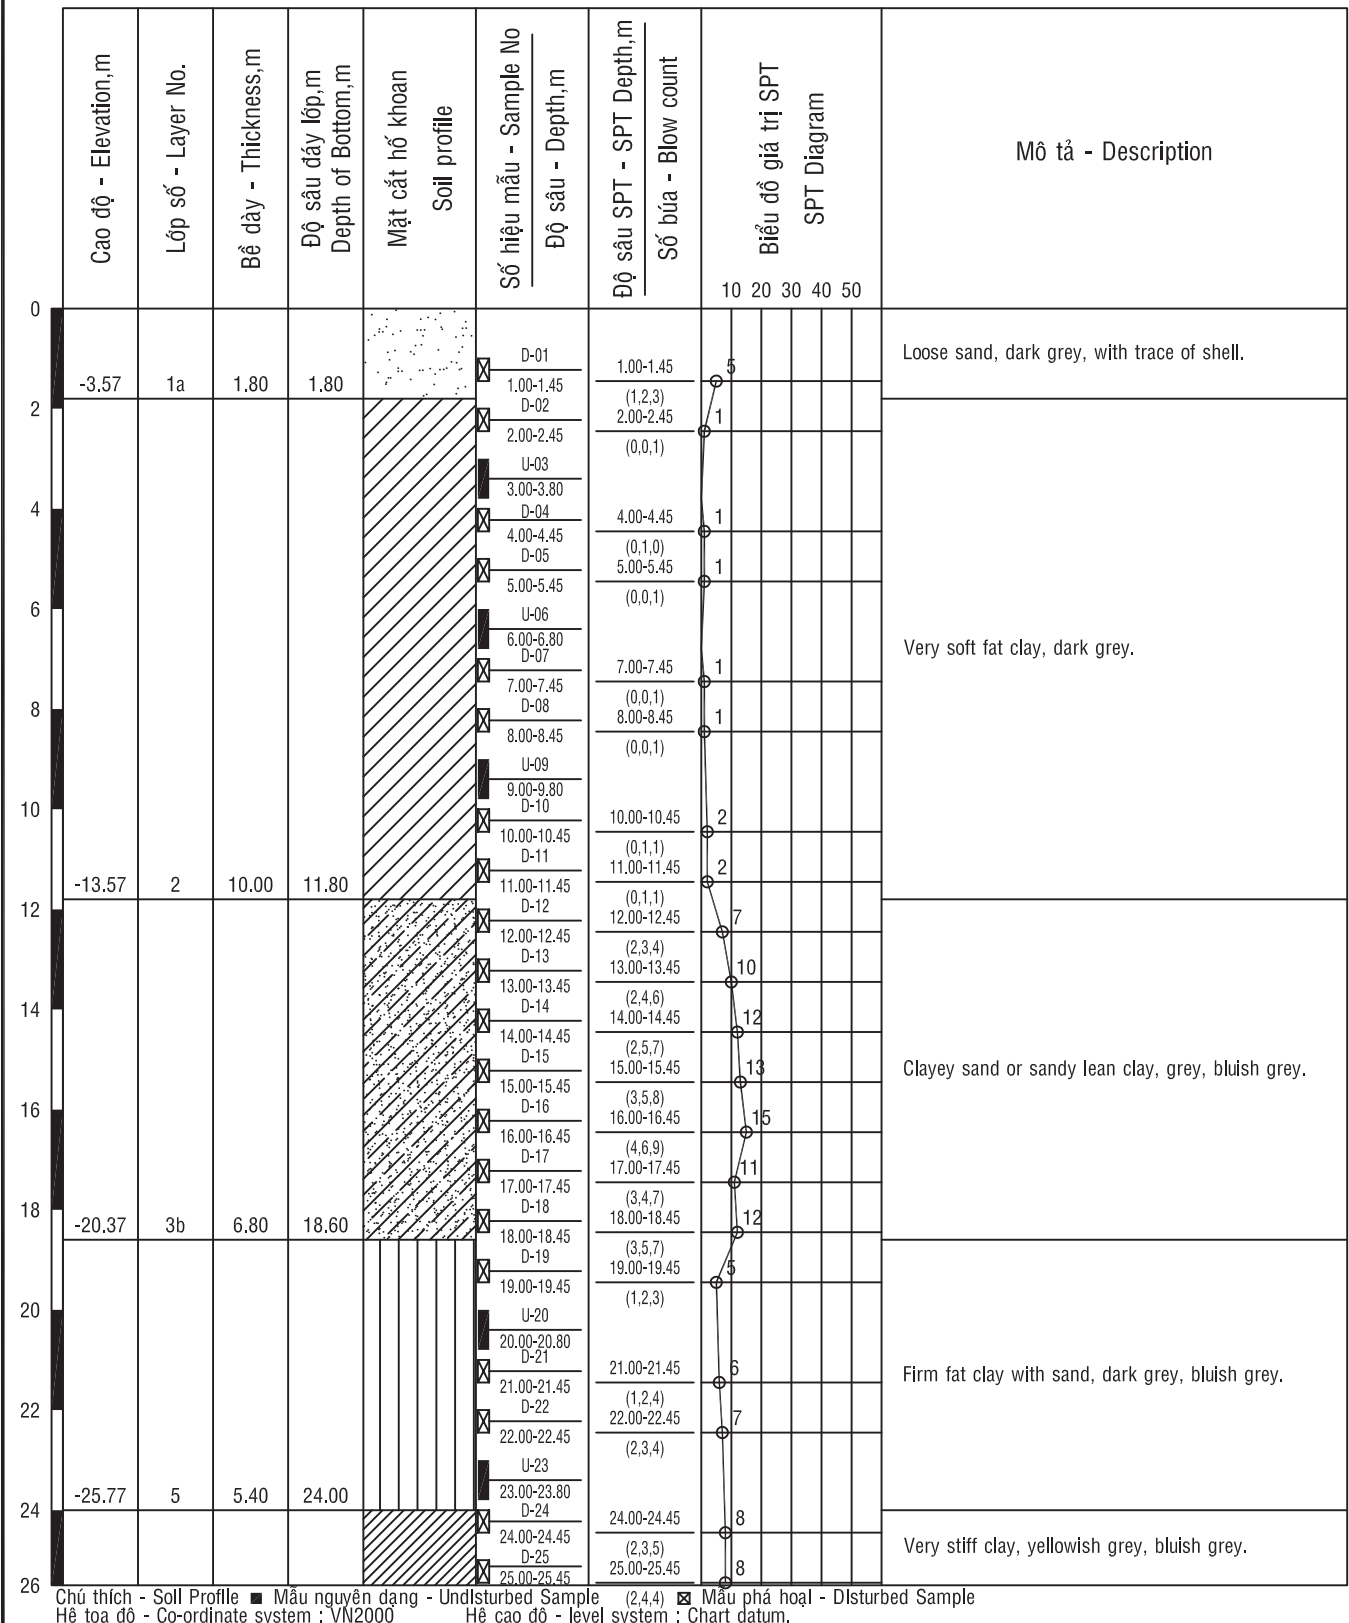 Cao độ - Elevation,m
Lớp số - Layer No.
Bề dày - Thickness,m
Độ sâu đáy lớp,m
Depth of Bottom,m
Mặt cắt hố khoan
Soil profile
Số hiệu mẫu - Sample No
Độ sâu - Depth,m
Độ sâu SPT - SPT Depth,m
Số búa - Blow count
Biểu đồ giá trị SPT
SPT Diagram
10 20 30 40 50
Mô tả - Description
0
D-01
1.00-1.45
1.00-1.45
(1,2,3)
5
Loose sand, dark grey, with trace of shell.
-3.57 1a 1.80 1.80
2
D-02
2.00-2.45
2.00-2.45
(0,0,1)
1
U-03
3.00-3.80
4
D-04
4.00-4.45
4.00-4.45
(0,1,0)
1
D-05
5.00-5.45
5.00-5.45
(0,0,1)
1
6
U-06
6.00-6.80
D-07
7.00-7.45
7.00-7.45
(0,0,1)
1
Very soft fat clay, dark grey.
8
D-08
8.00-8.45
8.00-8.45
(0,0,1)
1
U-09
9.00-9.80
10
D-10
10.00-10.45
10.00-10.45
(0,1,1)
2
D-11
11.00-11.45
11.00-11.45
(0,1,1)
2
-13.57 2 10.00 11.80
12
D-12
12.00-12.45
12.00-12.45
(2,3,4)
7
D-13
13.00-13.45
13.00-13.45
(2,4,6)
10
14
D-14
14.00-14.45
14.00-14.45
(2,5,7)
12
D-15
15.00-15.45
15.00-15.45
(3,5,8)
13
Clayey sand or sandy lean clay, grey, bluish grey.
16
D-16
16.00-16.45
16.00-16.45
(4,6,9)
15
D-17
17.00-17.45
17.00-17.45
(3,4,7)
11
18
D-18
18.00-18.45
18.00-18.45
(3,5,7)
12
-20.37 3b 6.80 18.60
D-19
19.00-19.45
19.00-19.45
(1,2,3)
5
20
U-20
20.00-20.80
D-21
21.00-21.45
21.00-21.45
(1,2,4)
6
Firm fat clay with sand, dark grey, bluish grey.
22
D-22
22.00-22.45
22.00-22.45
(2,3,4)
7
U-23
23.00-23.80
-25.77 5 5.40 24.00
24
D-24
24.00-24.45
24.00-24.45
(2,3,5)
8
Very stiff clay, yellowish grey, bluish grey.
D-25
25.00-25.45
25.00-25.45
(2,4,4)
8
26
Chú thích - Soil Profile Mẫu nguyên dạng - Undisturbed Sample Mẫu phá hoại - Disturbed Sample
Hệ tọa độ - Co-ordinate system : VN2000 Hệ cao độ - level system : Chart datum.